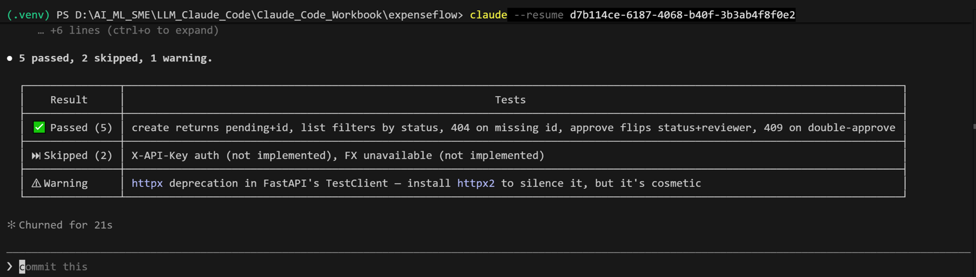 (.venv) PS D:\AI_ML_SME\LLM_Claude_Code\Claude_Code_Workbook\expenseflow> claude --resume d7b114ce-6187-4068-b40f-3b3ab4f8f0e2
… +6 lines (ctrl+o to expand)
● 5 passed, 2 skipped, 1 warning.
Result Tests
✅ Passed (5) create returns pending+id, list filters by status, 404 on missing id, approve flips status+reviewer, 409 on double-approve
⏭ Skipped (2) X-API-Key auth (not implemented), FX unavailable (not implemented)
⚠ Warning httpx deprecation in FastAPI's TestClient — install httpx2 to silence it, but it's cosmetic
✻ Churned for 21s
❯ commit this